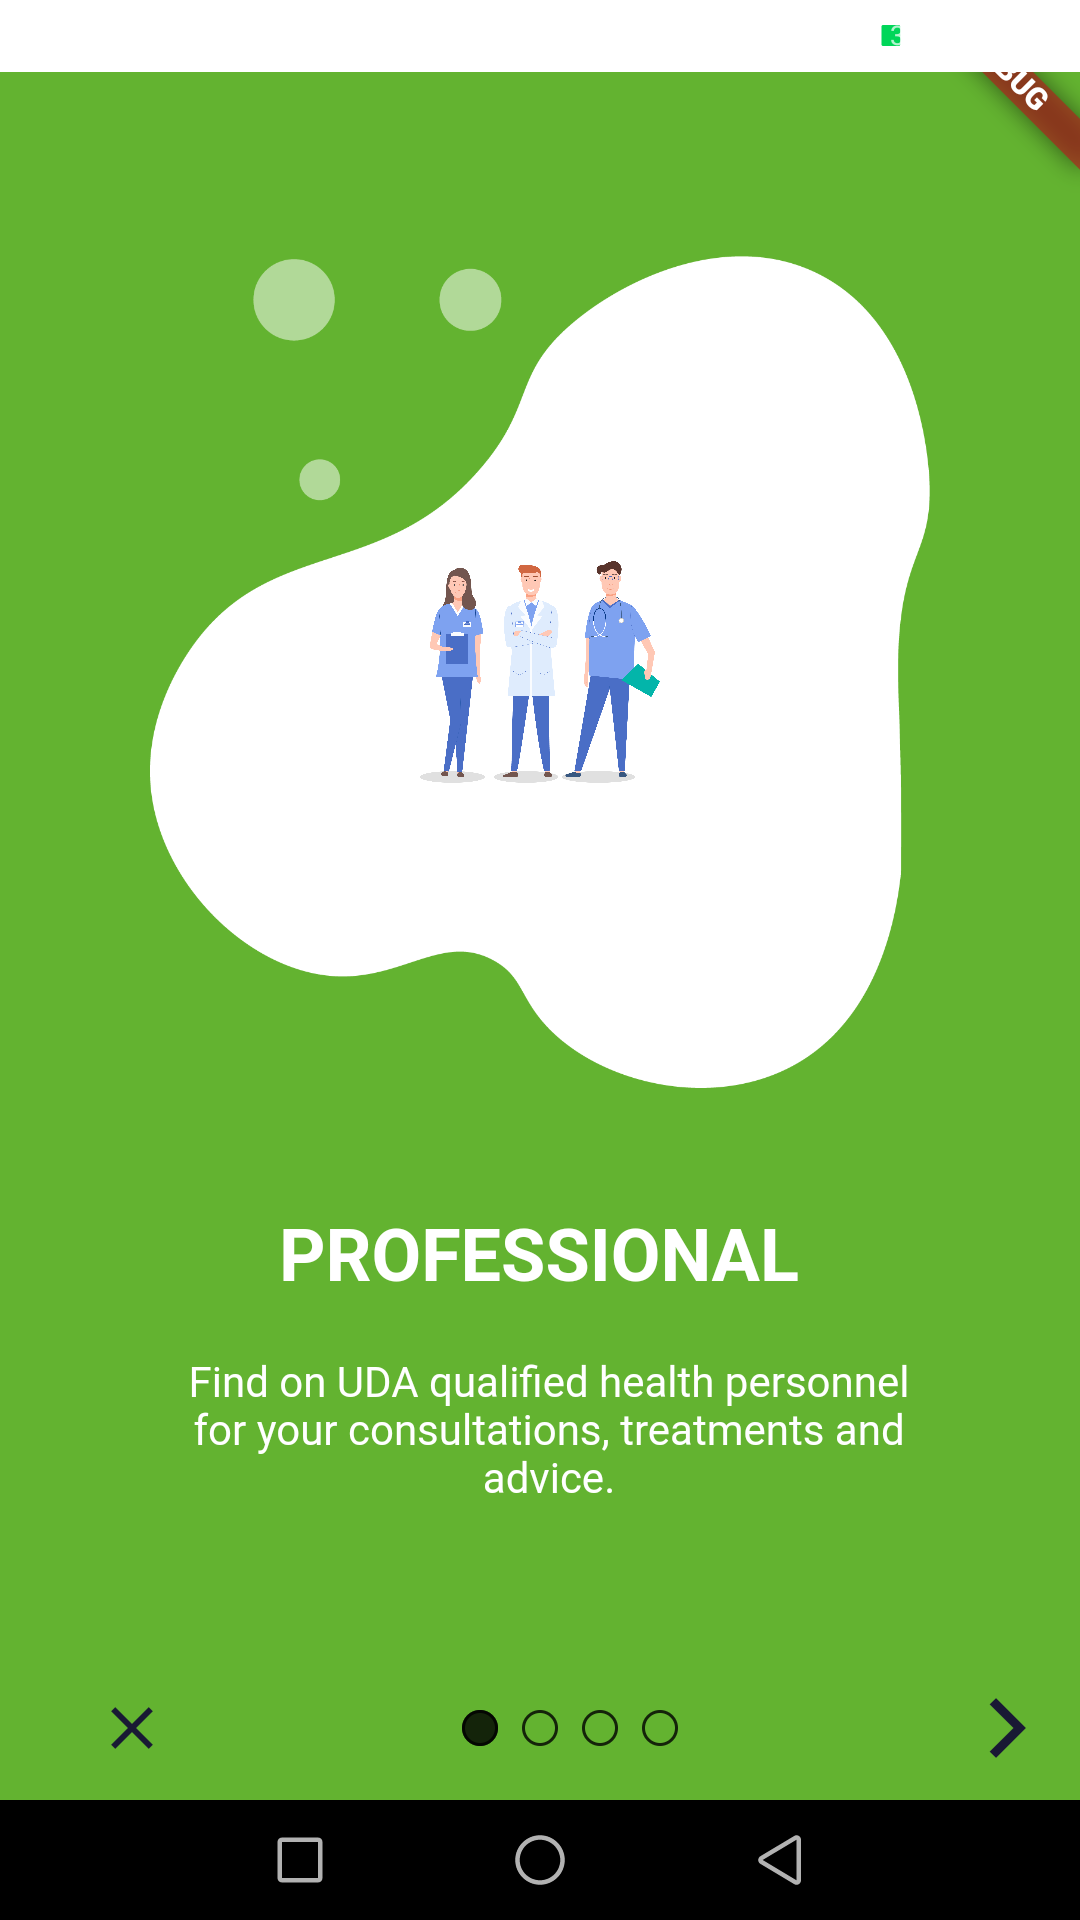 PROFESSIONAL
Find on UDA qualified health personnel
for your consultations, treatments and
advice.